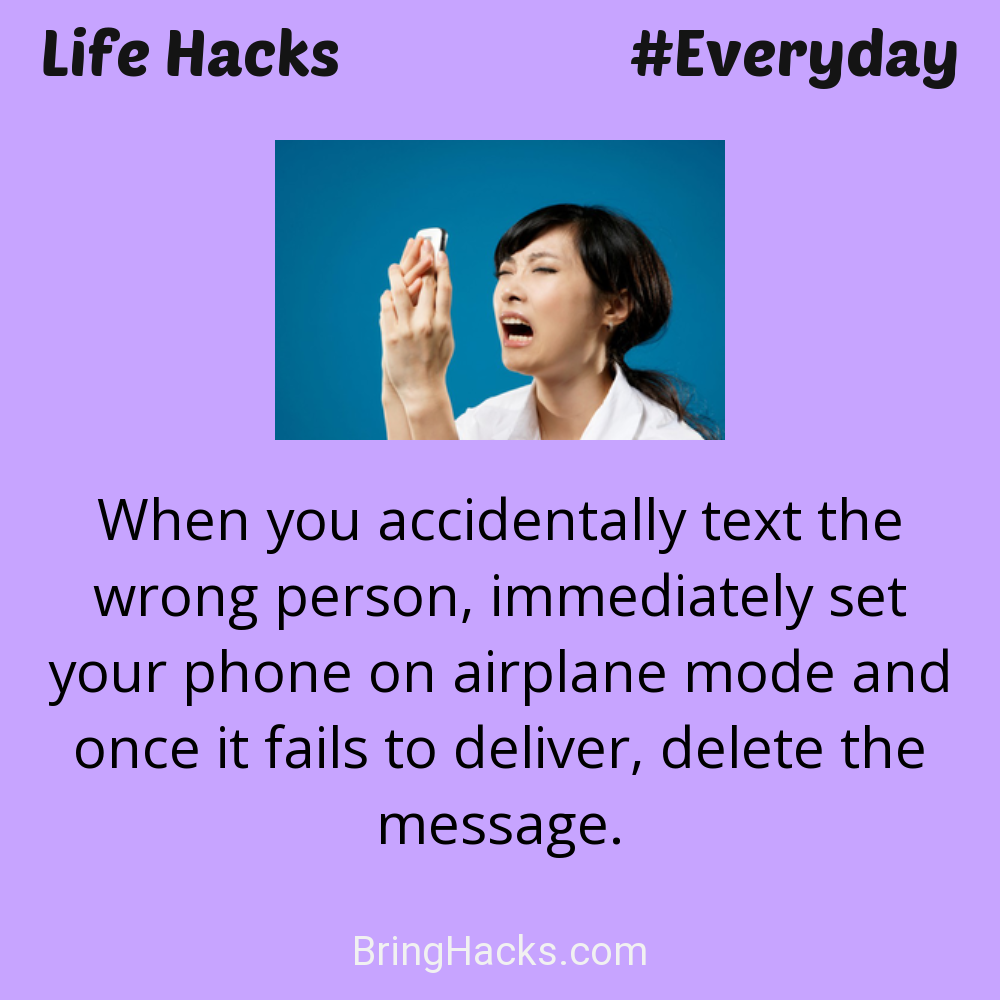 Life Hacks
#Everyday
When you accidentally text the
wrong person, immediately set
your phone on airplane mode and
once it fails to deliver, delete the
message.
BringHacks.com